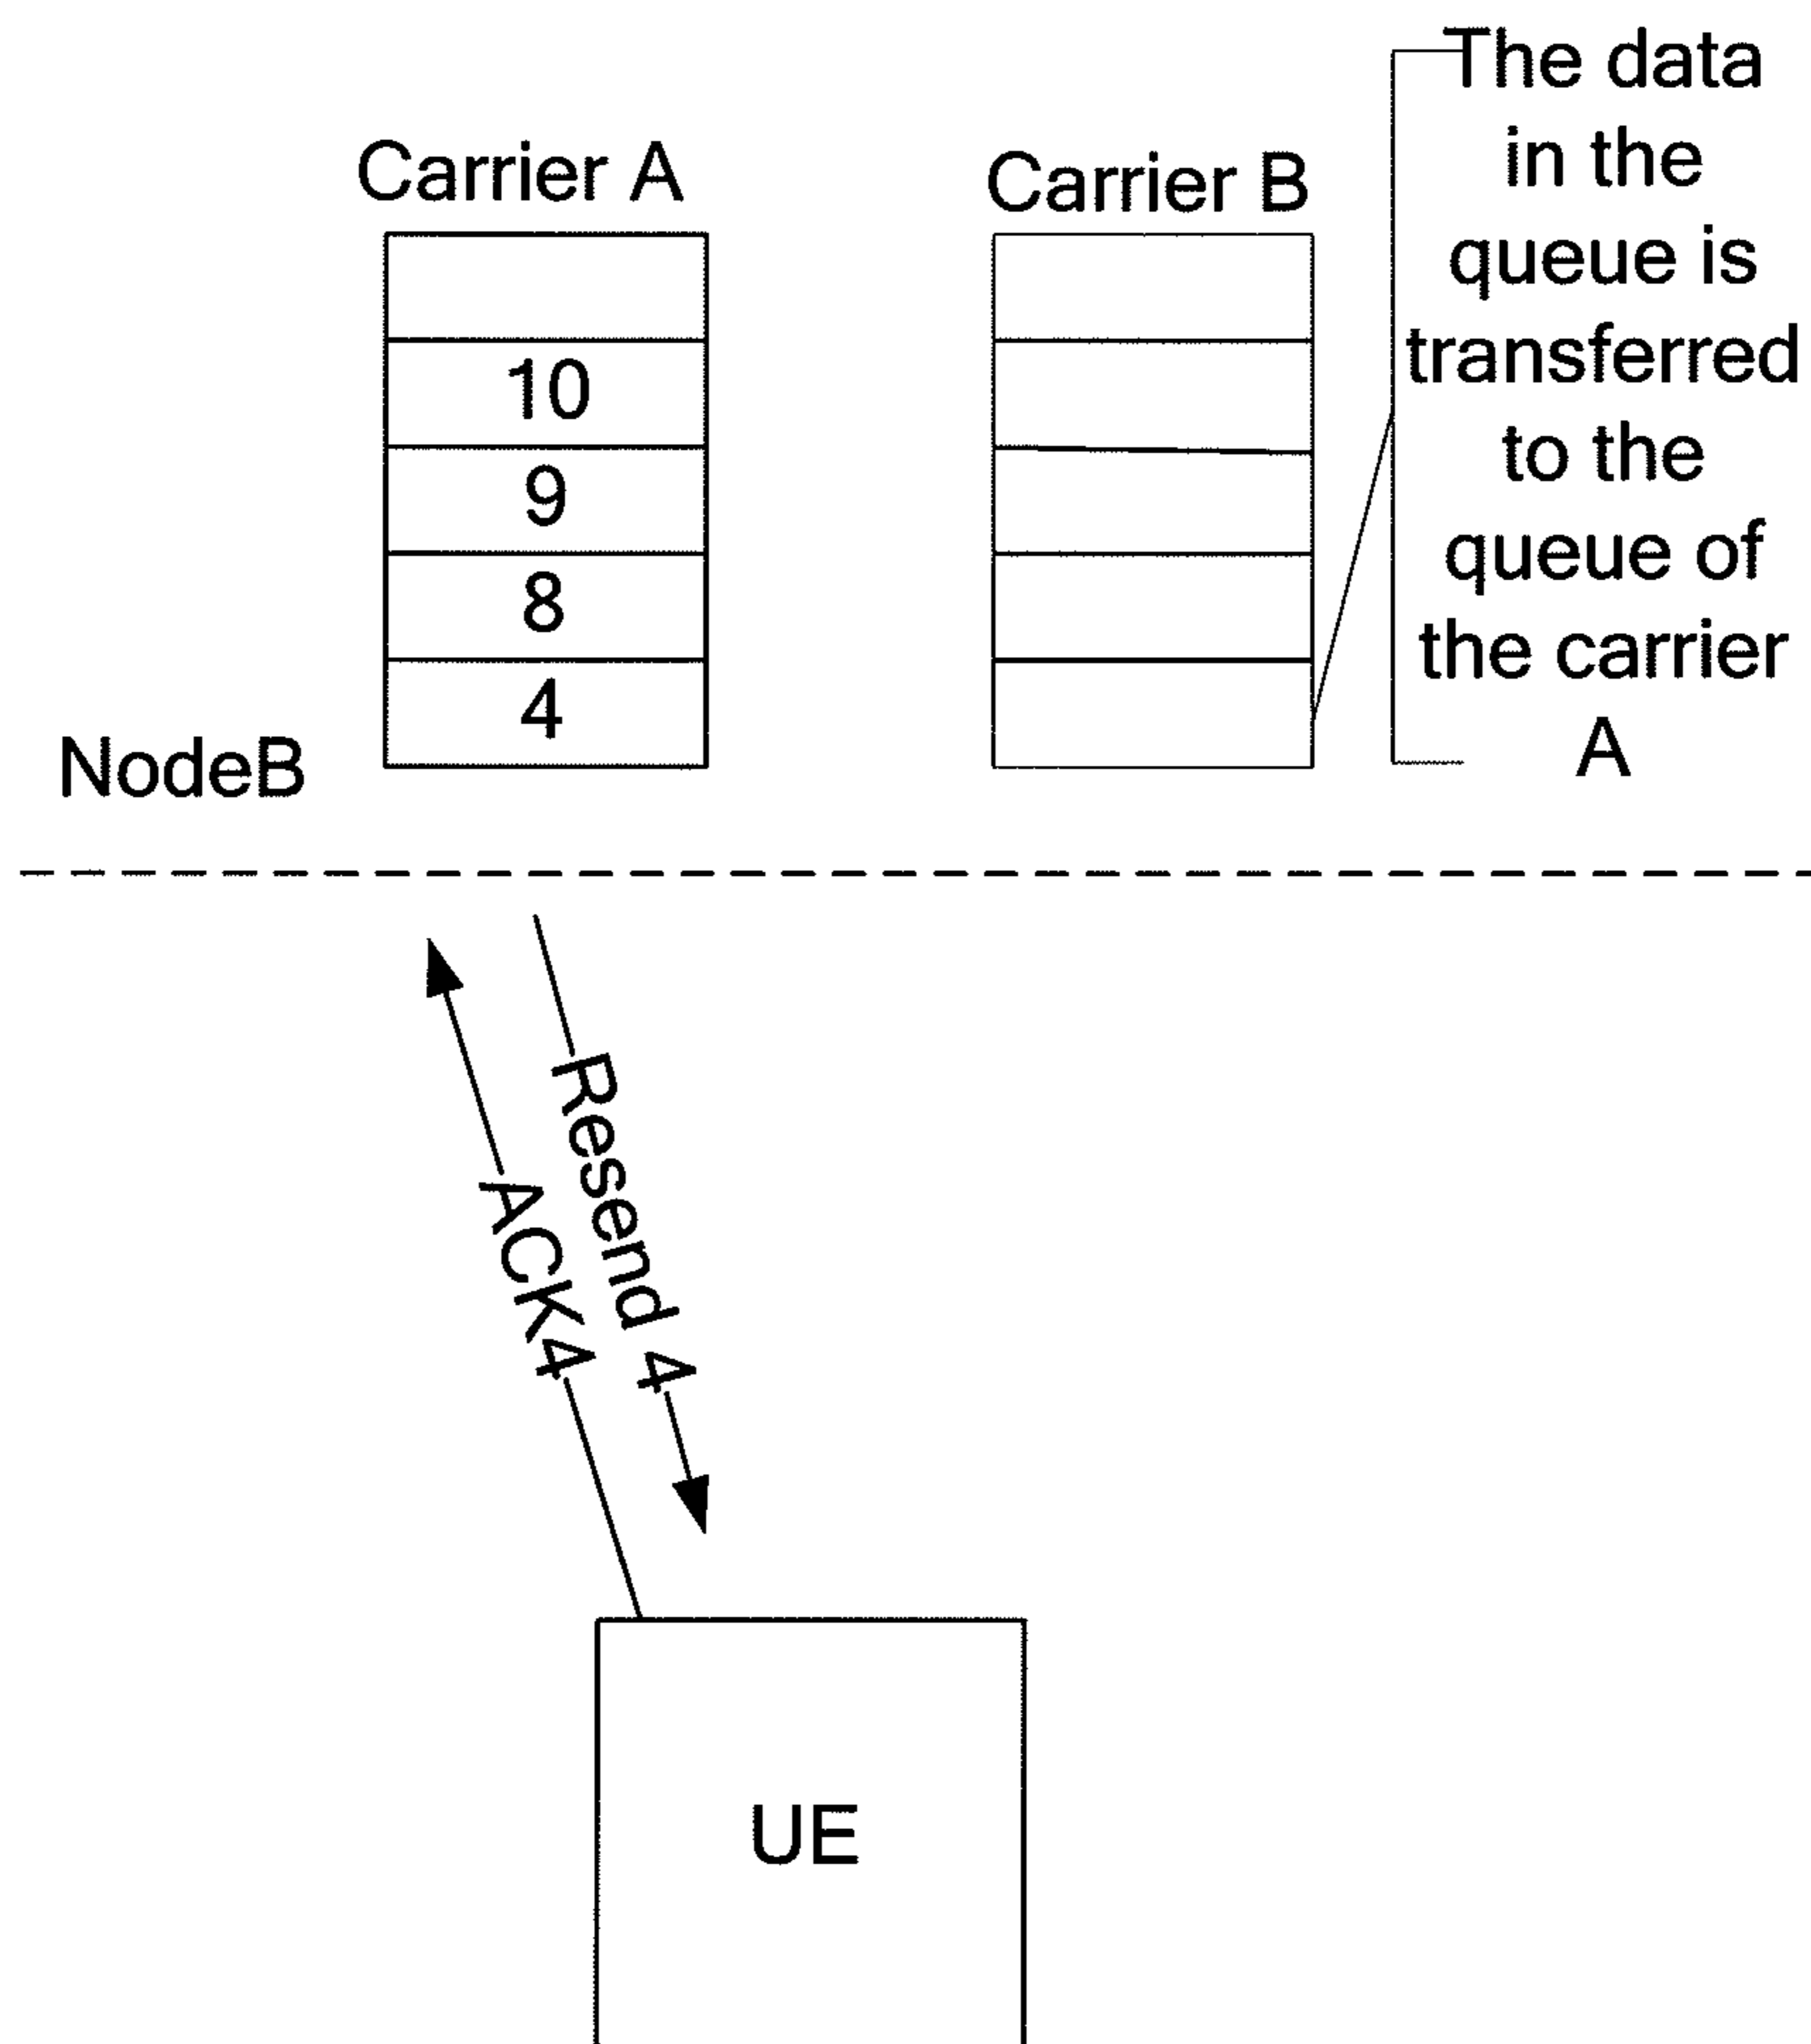 Carrier A
10
9
8
4
Carrier B
The data
in the
queue is
transferred
to the
queue of
the carrier
A
NodeB
Resend 4
ACK4
UE